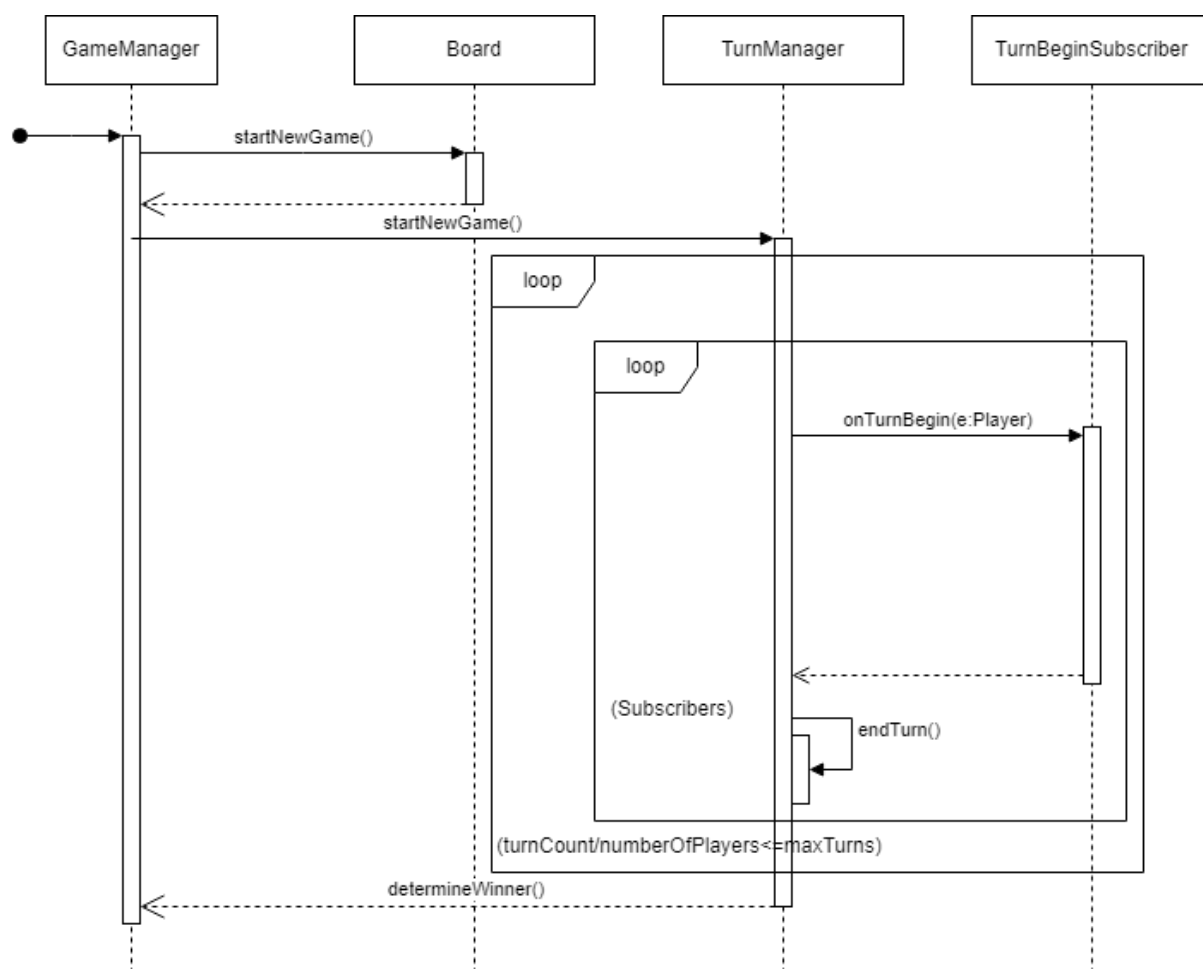 GameManager
Board
TurnManager
TurnBeginSubscriber
startNewGame()
startNewGame()
loop
loop
onTurnBegin(e:Player)
(Subscribers)
endTurn()
(turnCount/numberOfPlayers<=maxTurns)
determineWinner()